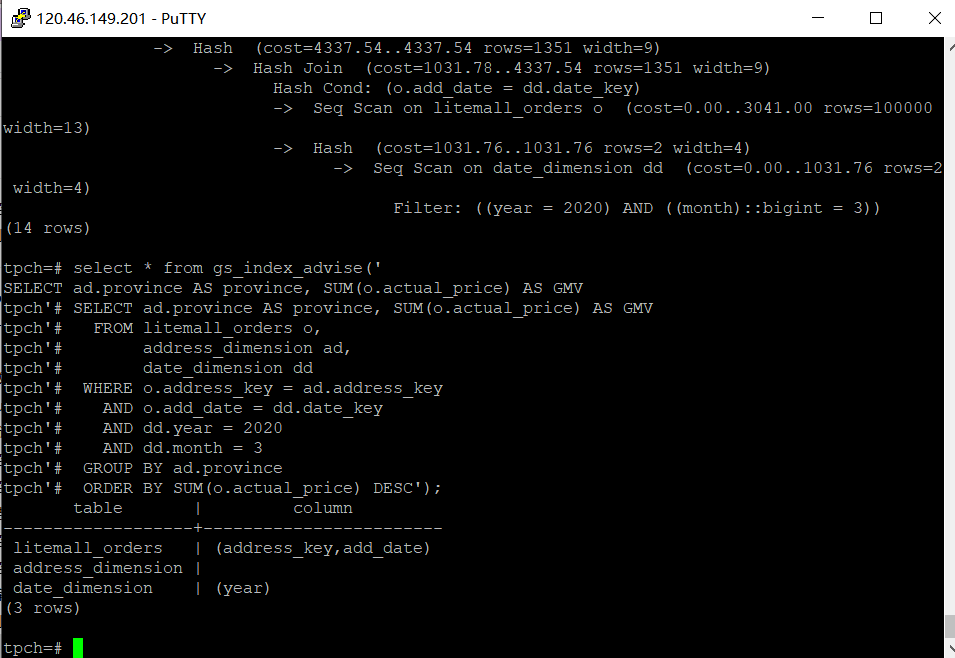 120.46.149.201 - PuTTY
-> Hash (cost=4337.54..4337.54 rows=1351 width=9)
-> Hash Join (cost=1031.78..4337.54 rows=1351 width=9)
Hash Cond: (o.add_date = dd.date_key)
-> Seq Scan on litemall_orders o (cost=0.00..3041.00 rows=100000
width=13)
-> Hash (cost=1031.76..1031.76 rows=2 width=4)
-> Seq Scan on date_dimension dd (cost=0.00..1031.76 rows=2
width=4)
Filter: ((year = 2020) AND ((month)::bigint = 3))
(14 rows)
tpch=# select * from gs_index_advise('
SELECT ad.province AS province, SUM(o.actual_price) AS GMV
tpch'# SELECT ad.province AS province, SUM(o.actual_price) AS GMV
tpch'# FROM litemall_orders o,
tpch'# address_dimension ad,
tpch'# date_dimension dd
tpch'# WHERE o.address_key = ad.address_key
tpch'# AND o.add_date = dd.date_key
tpch'# AND dd.year = 2020
tpch'# AND dd.month = 3
tpch'# GROUP BY ad.province
tpch'# ORDER BY SUM(o.actual_price) DESC');
table | column
-------------------+------------------------
litemall_orders | (address_key,add_date)
address_dimension |
date_dimension | (year)
(3 rows)
tpch=#